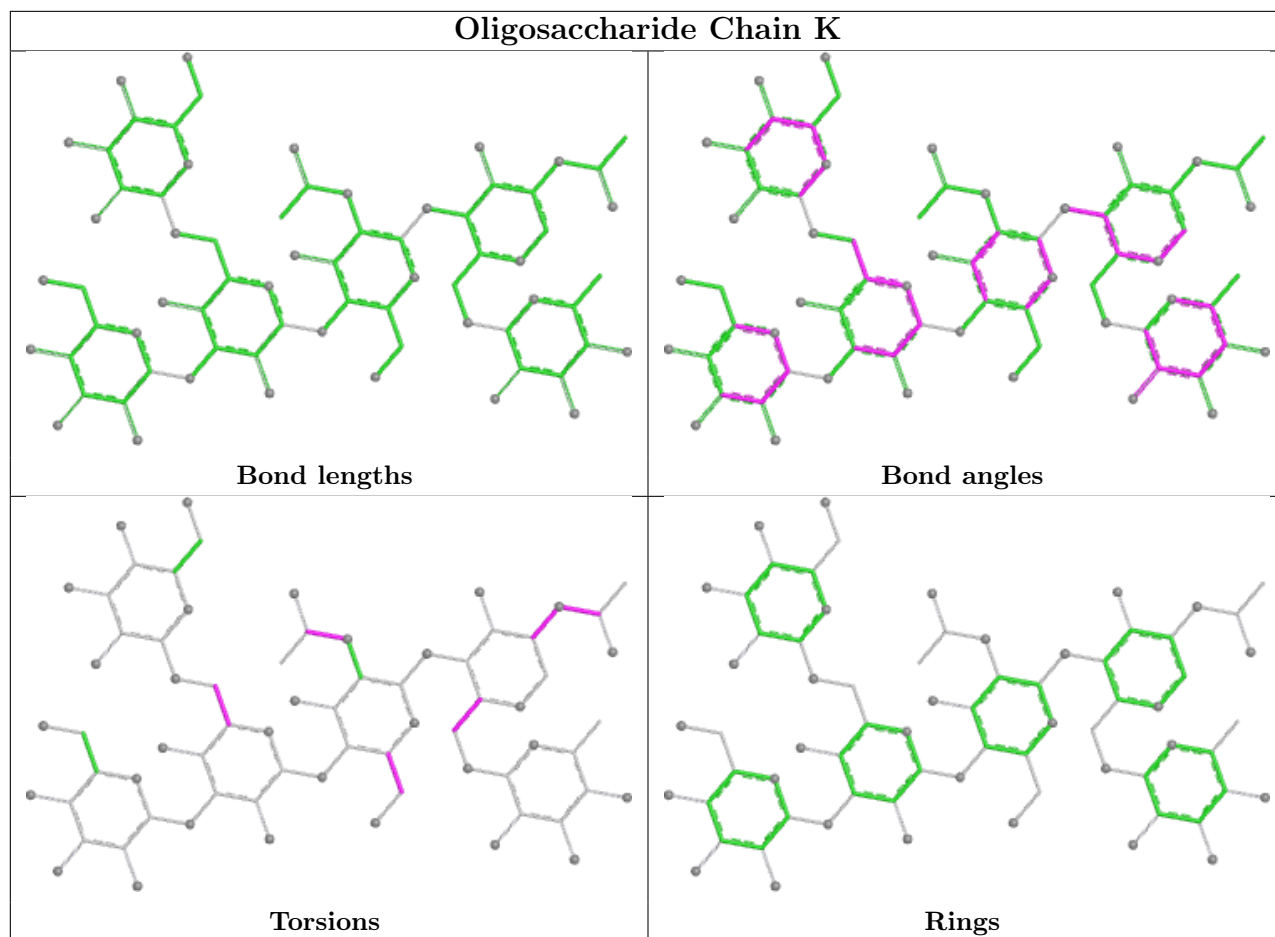 Oligosaccharide Chain K
Bond lengths
Bond angles
Torsions
Rings